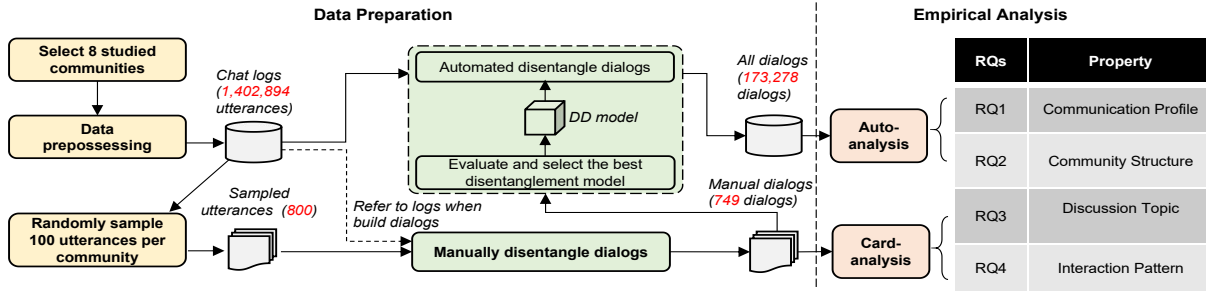 Data Preparation
Empirical Analysis
Select 8 studied
communities
Data
prepossessing
Randomly sample
100 utterances per
community
Chat logs
(1,402,894
utterances)
Sampled
utterances (800)
Refer to logs when
build dialogs
Automated disentangle dialogs
DD model
Evaluate and select the best
disentanglement model
Manually disentangle dialogs
All dialogs
(173,278
dialogs)
Manual dialogs
(749 dialogs)
Auto-
analysis
Card-
analysis
RQs Property
RQ1 Communication Profile
RQ2 Community Structure
RQ3 Discussion Topic
RQ4 Interaction Pattern